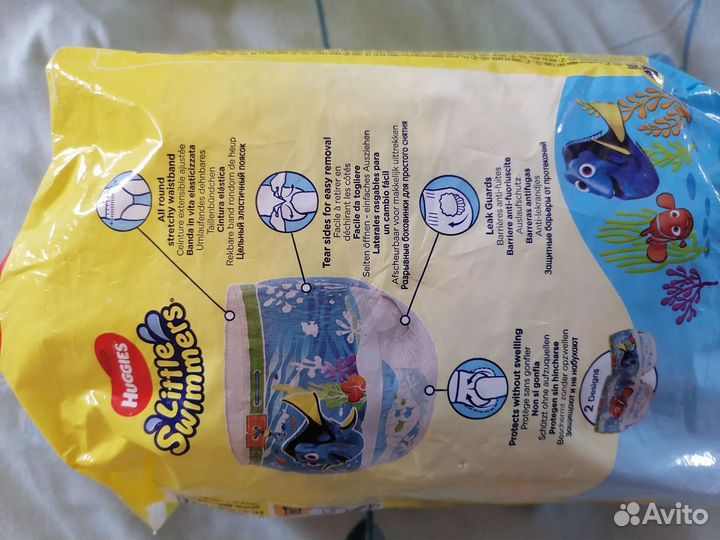 HUGGIES
Little
Swimmers®
All round
stretchy waistband
Ceinture extensible ajustée
Banda in vita elasticizzata
Umlaufendes dehnbares
Taillenbündchen
Cintura elástica
Rekbare band rondom de heup
Цельный эластичный поясок
Tear sides for easy removal
Facile à retirer en
déchirant les côtés
Facile da togliere
Seiten öffnen - einfaches Ausziehen
Laterales rasgables para
un cambio fácil
Afscheurbaar voor makkelijk uittrekken
Разрывные боковинки для простого снятия
Leak Guards
Barrières anti-fuites
Barriere anti-fuoriuscite
Auslaufschutz
Barreras antifugas
Anti-lekrandjes
Защитные барьеры от протеканий
Protects without swelling
Protège sans gonfler
Non si gonfia
Schützt ohne aufzuquellen
Protegen sin hincharse
Beschermt zonder opzwellen
Защищают и не набухают
2 Designs
Avito